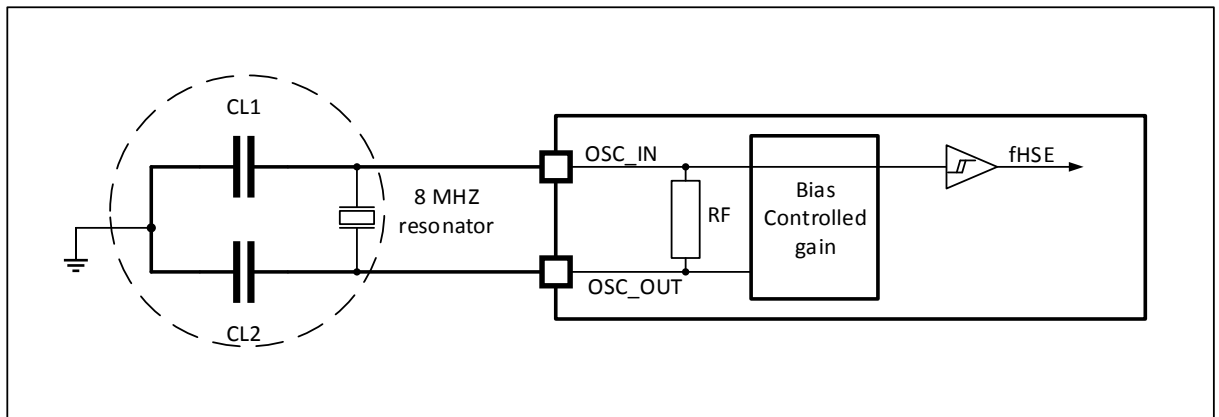 CL1
OSC_IN
fHSE
8 MHZ
resonator
RF
Bias
Controlled
gain
OSC_OUT
CL2